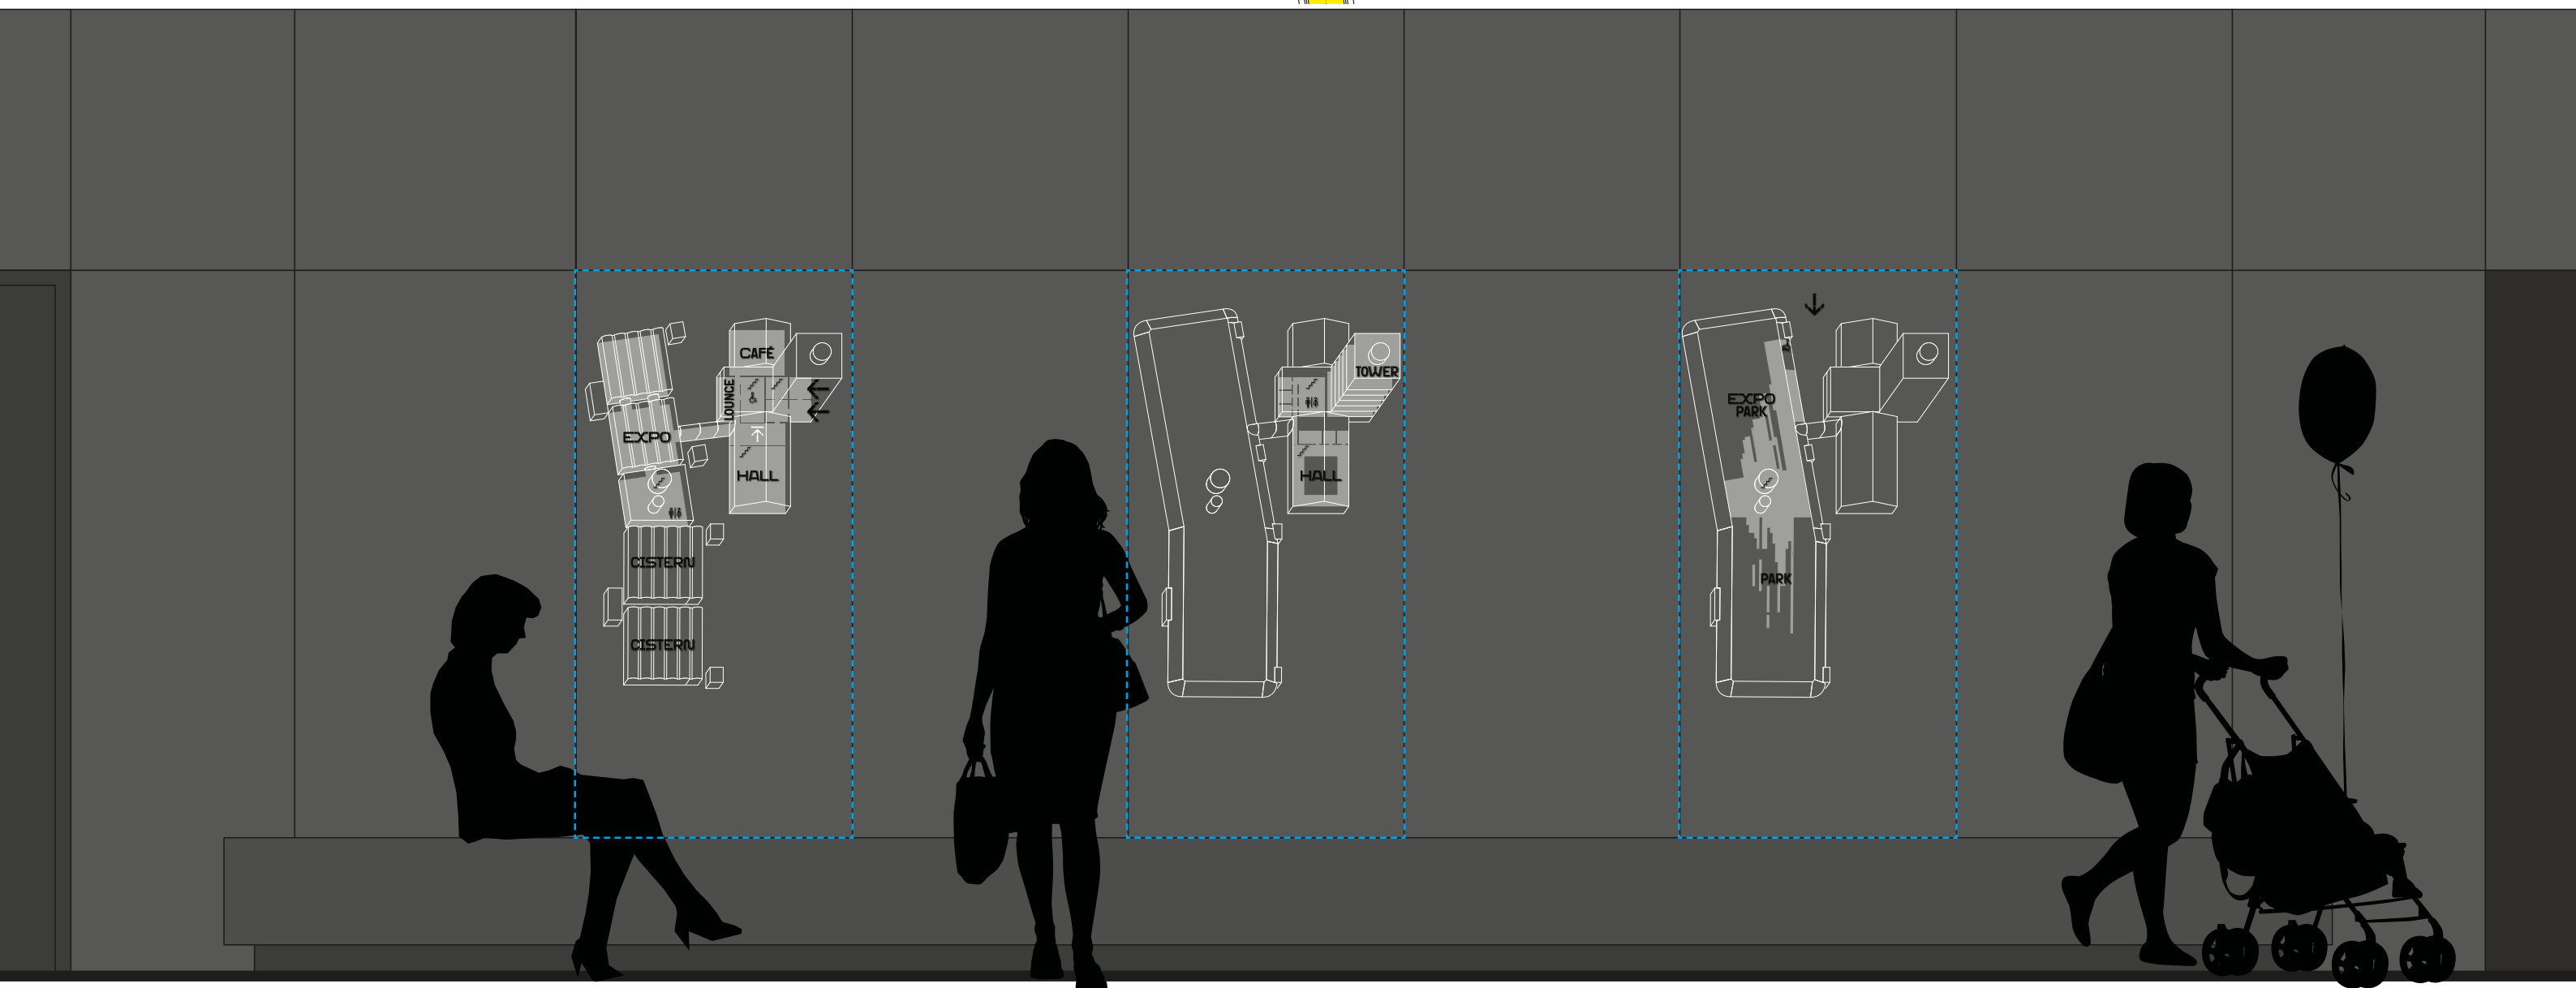 CAFÉ
LOUNGE
EXPO
HALL
CISTERN
CISTERN
TOWER
HALL
EXPO
PARK
PARK